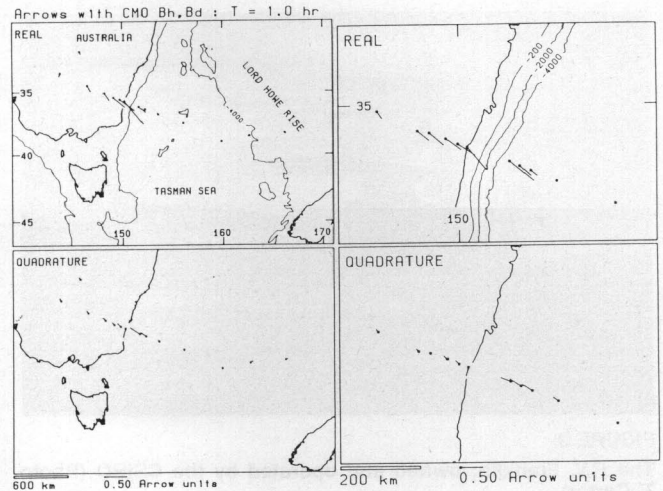 Arrows with CMO Bh,Bd : T = 1.0 hr
REAL
AUSTRALIA
LORD HOWE RISE
-4000
TASMAN SEA
-35
-40
-45
150
160
170
REAL
-200
-2000
-4000
35
150
QUADRATURE
600 km
0.50 Arrow units
QUADRATURE
200 km
0.50 Arrow units
FIGURE